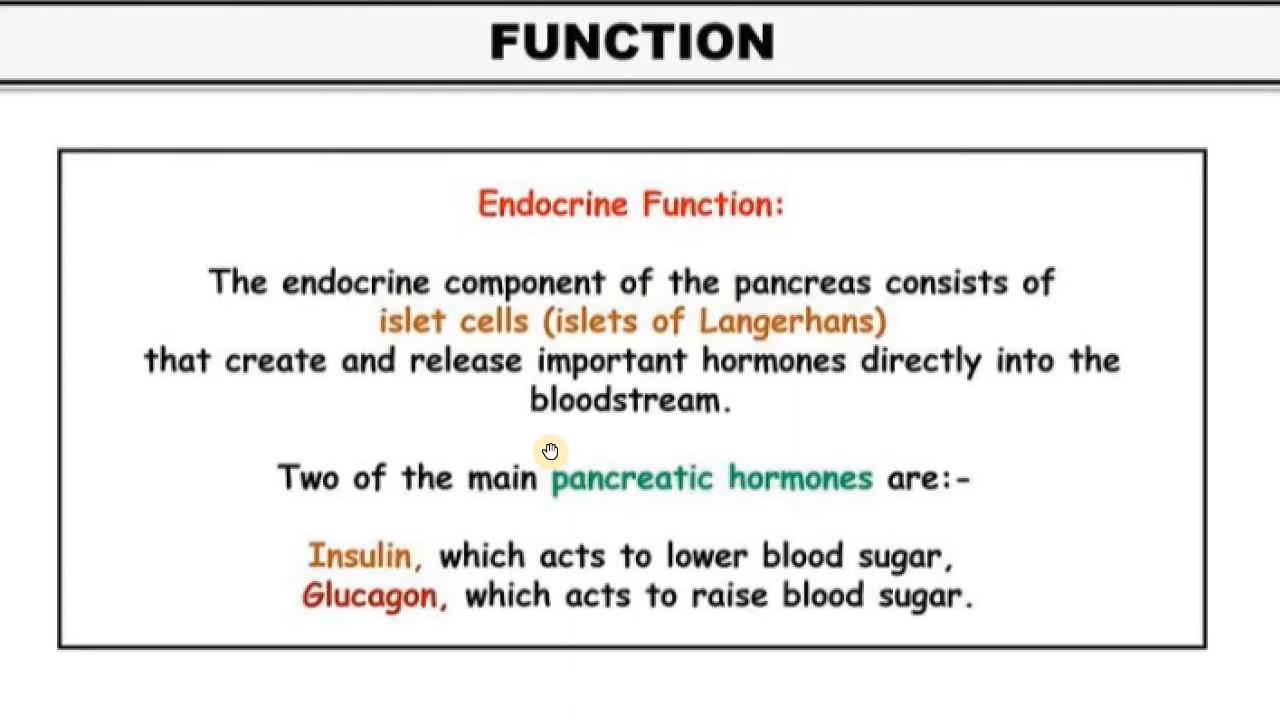 FUNCTION
Endocrine Function:
The endocrine component of the pancreas consists of
islet cells (islets of Langerhans)
that create and release important hormones directly into the
bloodstream.
Two of the main pancreatic hormones are:-
Insulin, which acts to lower blood sugar,
Glucagon, which acts to raise blood sugar.